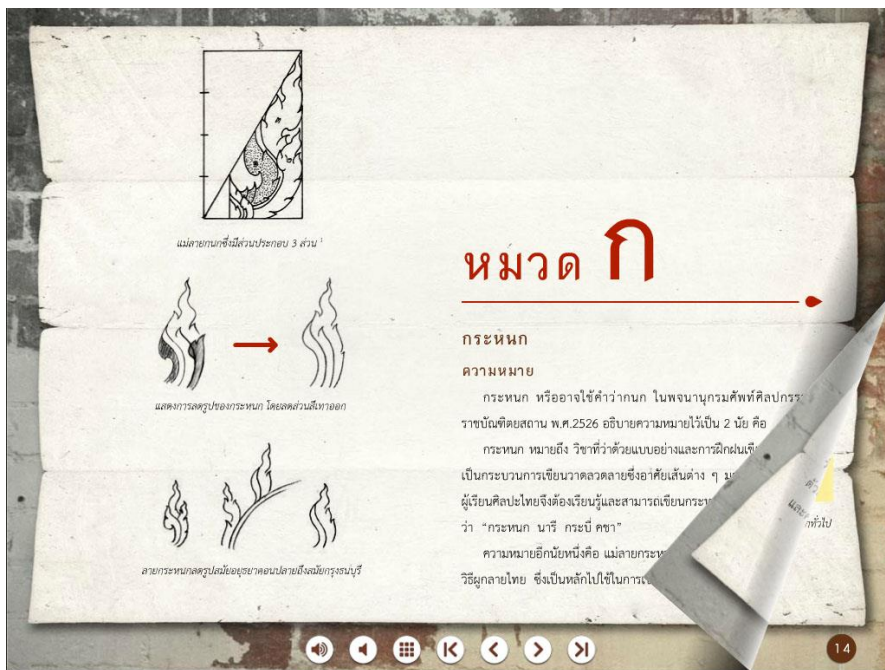 แม่ลายกนกซึ่งมีส่วนประกอบ 3 ส่วน ¹
แสดงการลดรูปของกระหนก โดยลดส่วนสีเทาออก
ลายกระหนกลดรูปสมัยอยุธยาตอนปลายถึงสมัยกรุงธนบุรี
หมวด ก
กระหนก
ความหมาย
กระหนก หรืออาจใช้คำว่ากนก ในพจนานุกรมศัพท์ศิลปกรร
ราชบัณฑิตยสถาน พ.ศ.2526 อธิบายความหมายไว้เป็น 2 นัย คือ
กระหนก หมายถึง วิชาที่ว่าด้วยแบบอย่างและการฝึกฝนเขีย
เป็นกระบวนการเขียนวาดลวดลายซึ่งอาศัยเส้นต่าง ๆ
ผู้เรียนศิลปะไทยจึงต้องเรียนรู้และสามารถเขียนกระห
ว่า “กระหนก นารี กระบี่ คชา”
ความหมายอีกนัยหนึ่งคือ แม่ลายกระห
วิธีผูกลายไทย ซึ่งเป็นหลักไปใช้ในการ
กทั่วไป
14